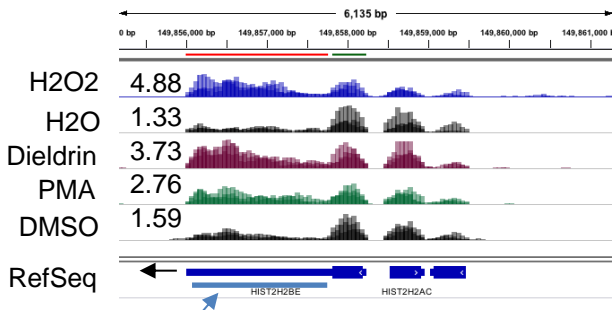 6,135 bp
0 bp 149,856,000 bp 149,857,000 bp 149,858,000 bp 149,859,000 bp 149,860,000 bp 149,861,000 bp
H2O2 4.88
H2O 1.33
Dieldrin 3.73
PMA 2.76
DMSO 1.59
RefSeq
HIST2H2BE HIST2H2AC